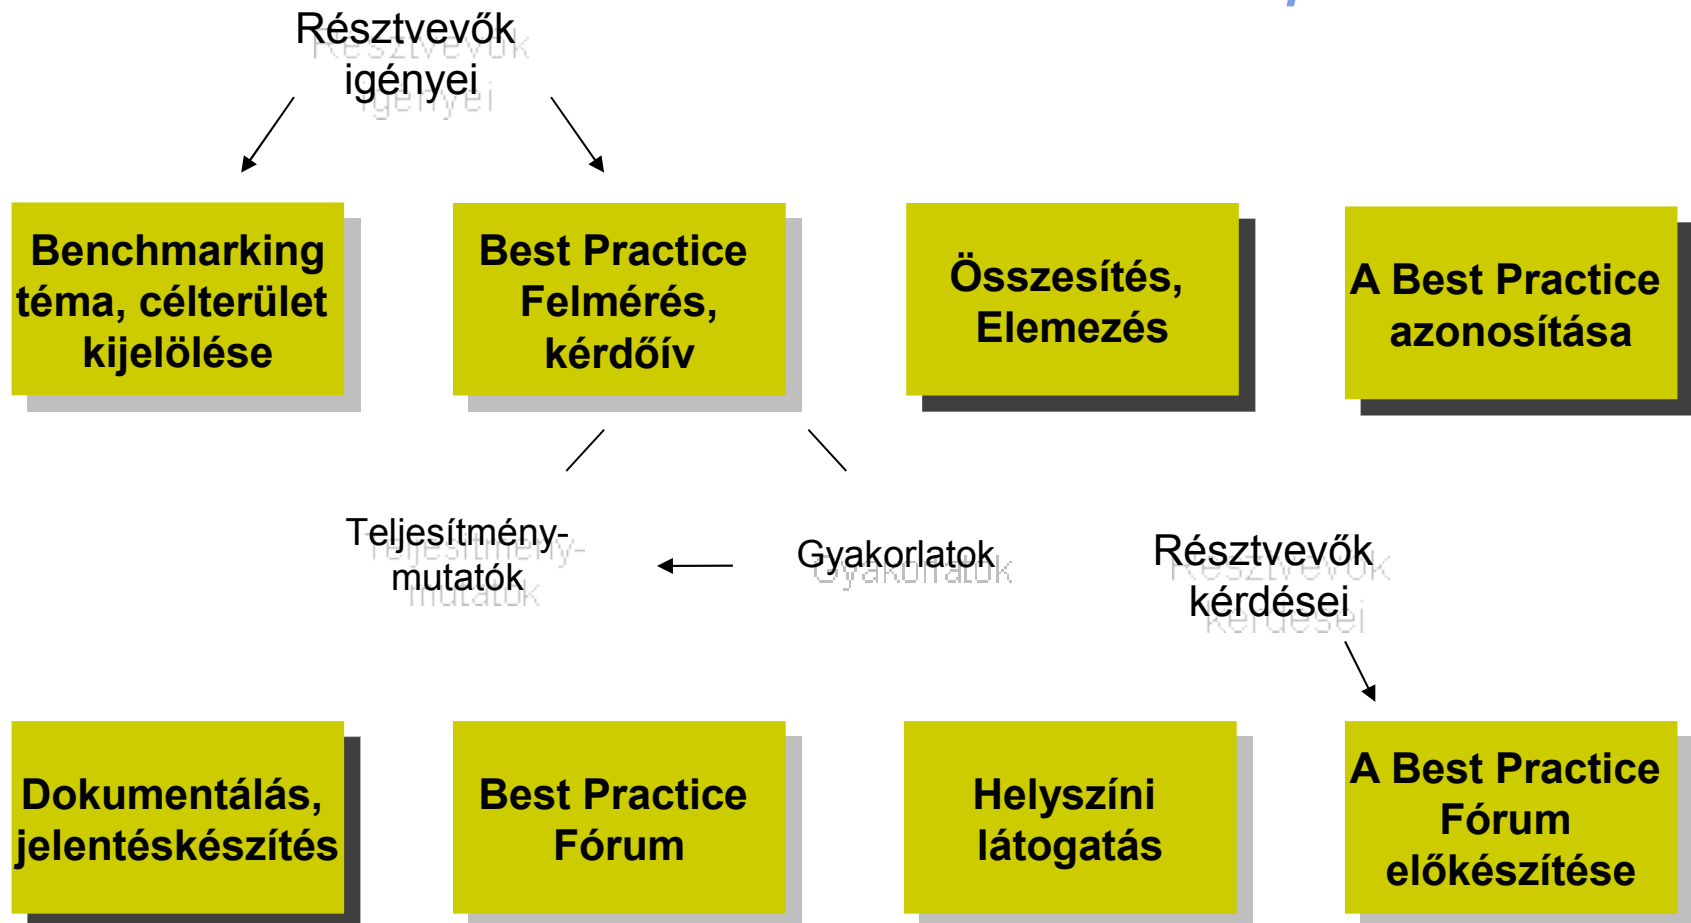 Résztvevők
igényei
Benchmarking
téma, célterület
kijelölése
Best Practice
Felmérés,
kérdőív
Összesítés,
Elemezés
A Best Practice
azonosítása
Teljesítmény-
mutatók
Gyakorlatok
Résztvevők
kérdései
Dokumentálás,
jelentéskészítés
Best Practice
Fórum
Helyszíni
látogatás
A Best Practice
Fórum
előkészítése